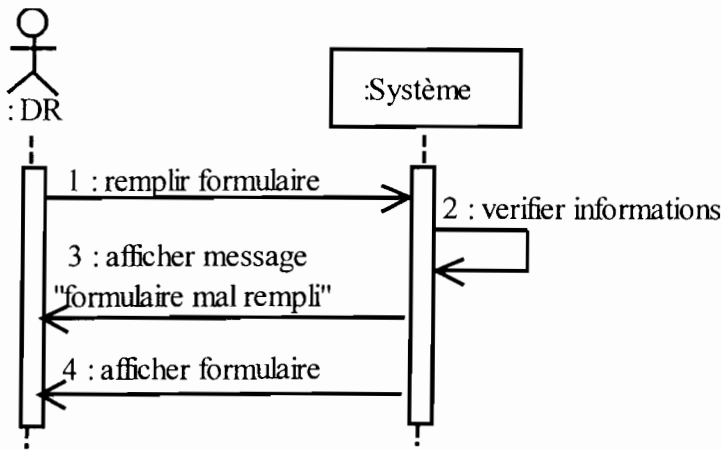 : DR
:Système
1 : remplir formulaire
2 : verifier informations
3 : afficher message
"formulaire mal rempli"
4 : afficher formulaire